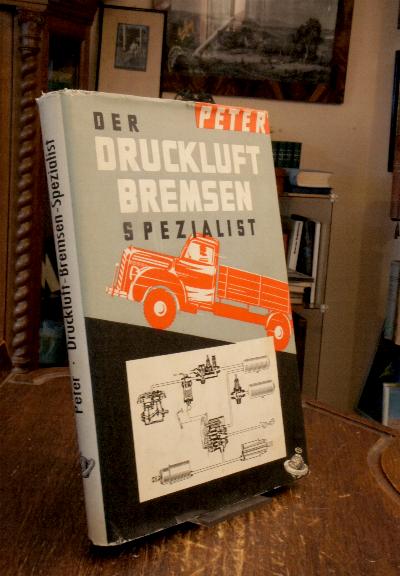 DER PETER
DRUCKLUFT
BREMSEN
SPEZIALIST
Peter · Druckluft-Bremsen-Spezialist